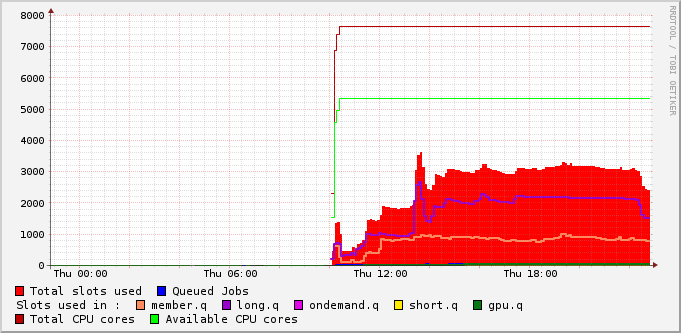 8000
7000
6000
5000
4000
3000
2000
1000
0
Thu 00:00 Thu 06:00 Thu 12:00 Thu 18:00
Total slots used Queued Jobs
Slots used in : member.q long.q ondemand.q short.q gpu.q
Total CPU cores Available CPU cores
RRDTOOL / TOBI OETIKER